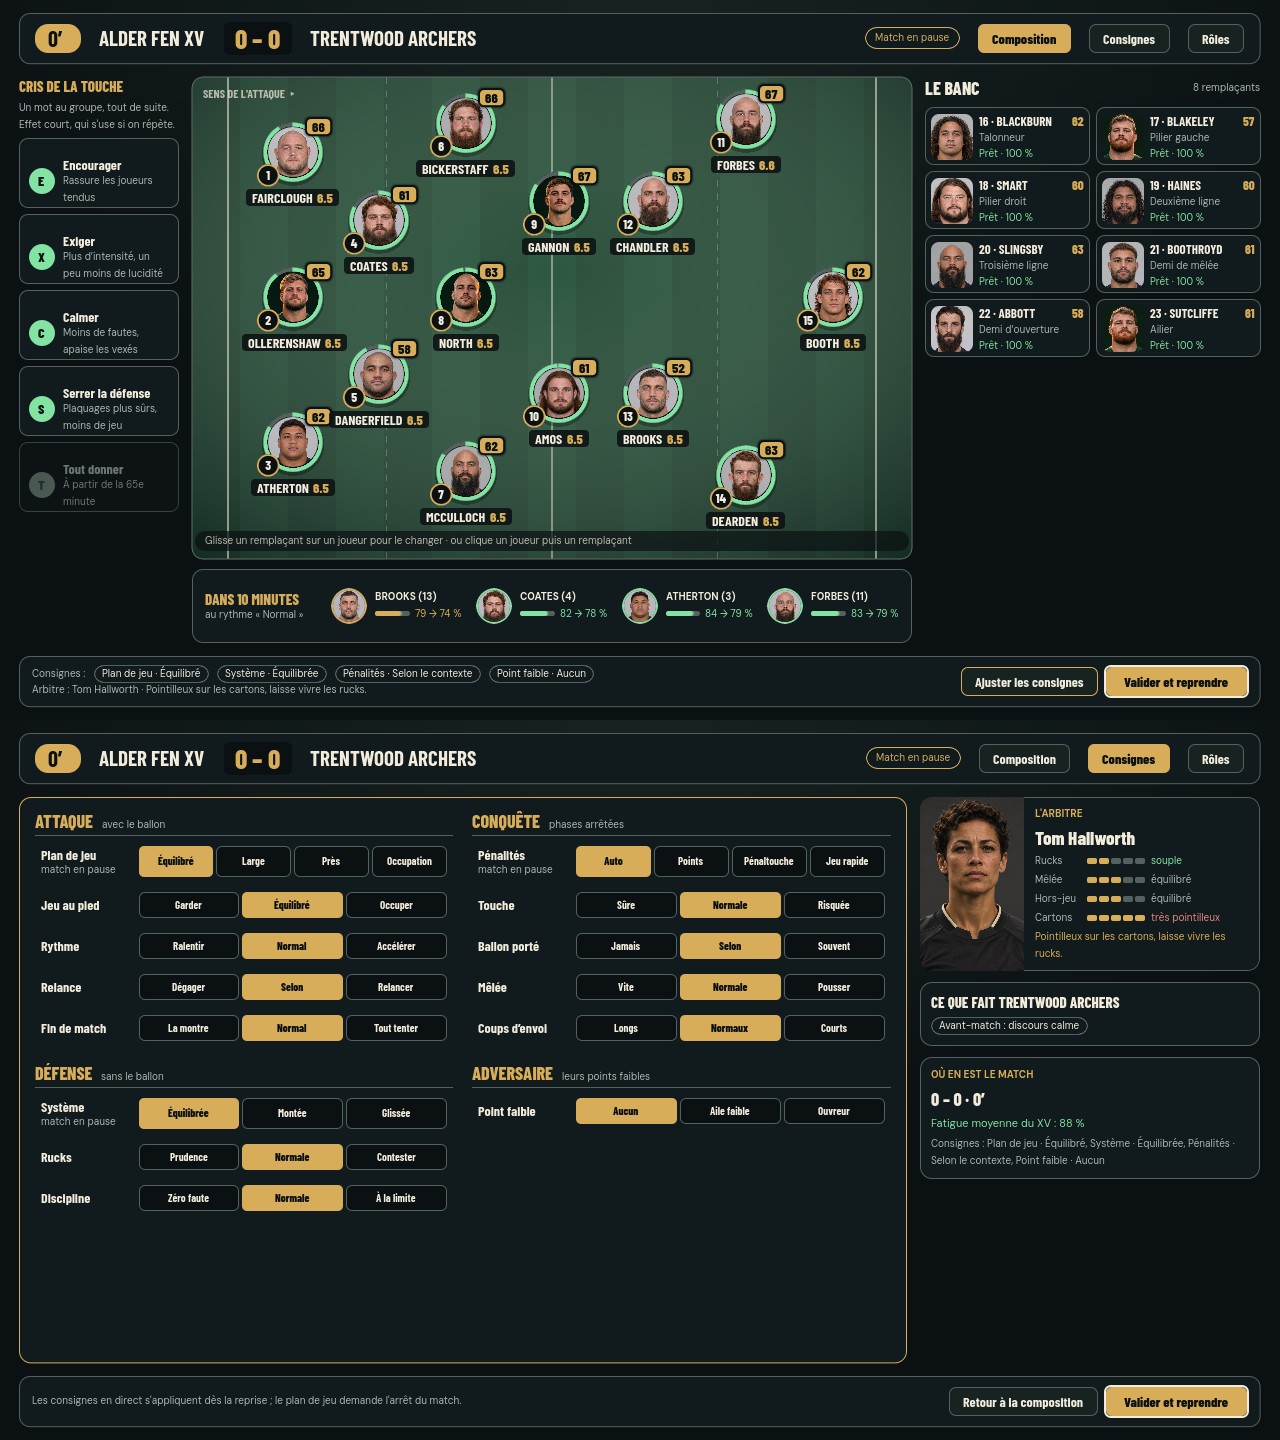 0’ ALDER FEN XV 0 – 0 TRENTWOOD ARCHERS Match en pause Composition Consignes Rôles
CRIS DE LA TOUCHE
Un mot au groupe, tout de suite.
Effet court, qui s'use si on répète.
E Encourager
Rassure les joueurs
tendus
X Exiger
Plus d'intensité, un
peu moins de lucidité
C Calmer
Moins de fautes,
apaise les vexés
S Serrer la défense
Plaquages plus sûrs,
moins de jeu
T Tout donner
À partir de la 65e
minute
SENS DE L'ATTAQUE
66
1
FAIRCLOUGH 6.5
66
6
BICKERSTAFF 6.5
67
11
FORBES 6.6
61
4
COATES 6.5
67
9
GANNON 6.5
63
12
CHANDLER 6.5
65
2
OLLERENSHAW 6.5
63
8
NORTH 6.5
62
15
BOOTH 6.5
58
5
DANGERFIELD 6.5
61
10
AMOS 6.5
52
13
BROOKS 6.5
62
3
ATHERTON 6.5
62
7
MCCULLOCH 6.5
63
14
DEARDEN 6.5
Glisse un remplaçant sur un joueur pour le changer · ou clique un joueur puis un remplaçant
LE BANC 8 remplaçants
16 · BLACKBURN 62
Talonneur
Prêt · 100 %
17 · BLAKELEY 57
Pilier gauche
Prêt · 100 %
18 · SMART 60
Pilier droit
Prêt · 100 %
19 · HAINES 60
Deuxième ligne
Prêt · 100 %
20 · SLINGSBY 63
Troisième ligne
Prêt · 100 %
21 · BOOTHROYD 61
Demi de mêlée
Prêt · 100 %
22 · ABBOTT 58
Demi d'ouverture
Prêt · 100 %
23 · SUTCLIFFE 61
Ailier
Prêt · 100 %
DANS 10 MINUTES
au rythme « Normal »
BROOKS (13)
79 → 74 %
COATES (4)
82 → 78 %
ATHERTON (3)
84 → 79 %
FORBES (11)
83 → 79 %
Consignes : Plan de jeu · Équilibré Système · Équilibrée Pénalités · Selon le contexte Point faible · Aucun
Arbitre : Tom Hallworth · Pointilleux sur les cartons, laisse vivre les rucks.
Ajuster les consignes Valider et reprendre
0’ ALDER FEN XV 0 – 0 TRENTWOOD ARCHERS Match en pause Composition Consignes Rôles
ATTAQUE avec le ballon
Plan de jeu Équilibré Large Près Occupation
match en pause
Jeu au pied Garder Équilibré Occuper
Rythme Ralentir Normal Accélérer
Relance Dégager Selon Relancer
Fin de match La montre Normal Tout tenter
DÉFENSE sans le ballon
Système Équilibrée Montée Glissée
match en pause
Rucks Prudence Normale Contester
Discipline Zéro faute Normale À la limite
CONQUÊTE phases arrêtées
Pénalités Auto Points Pénaltouche Jeu rapide
match en pause
Touche Sûre Normale Risquée
Ballon porté Jamais Selon Souvent
Mêlée Vite Normale Pousser
Coups d'envoi Longs Normaux Courts
ADVERSAIRE leurs points faibles
Point faible Aucun Aile faible Ouvreur
L'ARBITRE
Tom Hallworth
Rucks souple
Mêlée équilibré
Hors-jeu équilibré
Cartons très pointilleux
Pointilleux sur les cartons, laisse vivre les
rucks.
CE QUE FAIT TRENTWOOD ARCHERS
Avant-match : discours calme
OÙ EN EST LE MATCH
0 – 0 · 0’
Fatigue moyenne du XV : 88 %
Consignes : Plan de jeu · Équilibré, Système · Équilibrée, Pénalités ·
Selon le contexte, Point faible · Aucun
Les consignes en direct s'appliquent dès la reprise ; le plan de jeu demande l'arrêt du match.
Retour à la composition Valider et reprendre